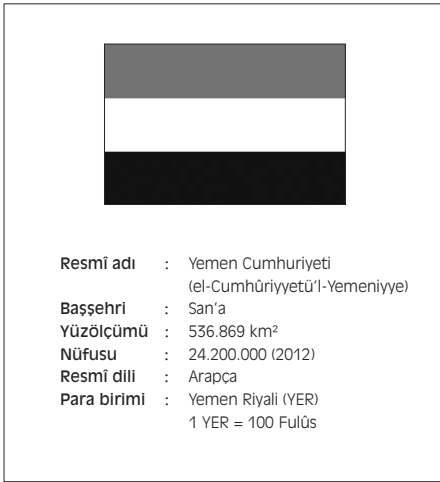 Resmî adı : Yemen Cumhuriyeti
(el-Cumhûriyyetü’l-Yemeniyye)
Başşehri : San’a
Yüzölçümü : 536.869 km²
Nüfusu : 24.200.000 (2012)
Resmî dili : Arapça
Para birimi : Yemen Riyali (YER)
1 YER = 100 Fulûs